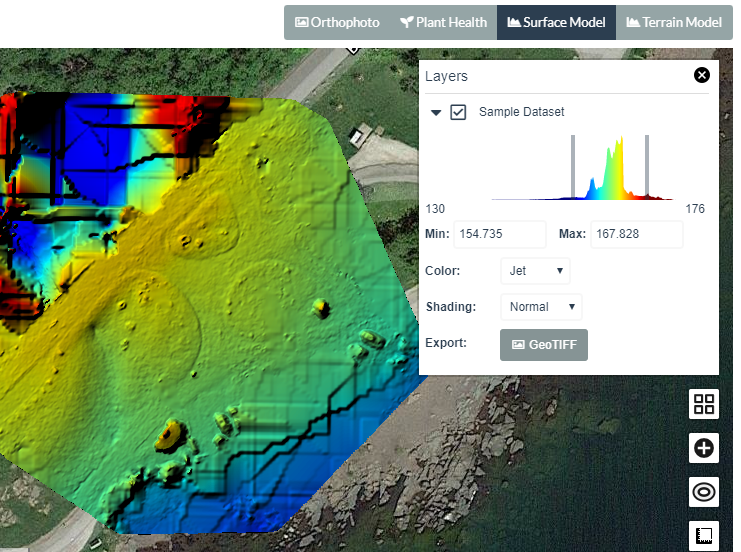 Orthophoto Plant Health Surface Model Terrain Model
Layers
Sample Dataset
130 176
Min: 154.735 Max: 167.828
Color: Jet
Shading: Normal
Export: GeoTIFF